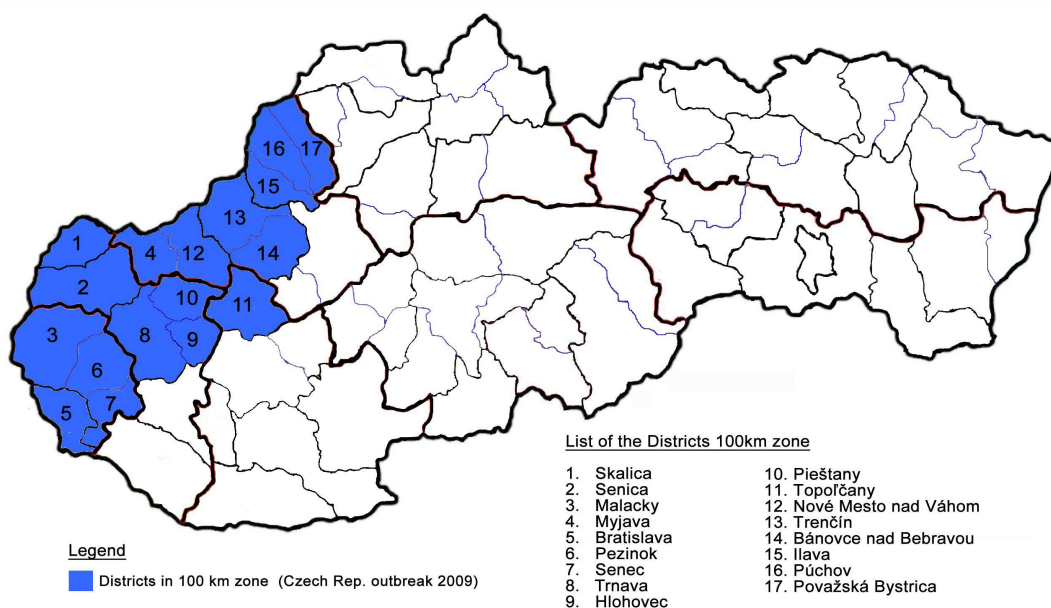 16
17
15
13
1
4
12
14
2
10
11
3
8
9
6
5
7
List of the Districts 100km zone
1. Skalica
2. Senica
3. Malacky
4. Myjava
5. Bratislava
6. Pezinok
7. Senec
8. Trnava
9. Hlohovec
10. Pieštany
11. Topoľčany
12. Nové Mesto nad Váhom
13. Trenčín
14. Bánovce nad Bebravou
15. Ilava
16. Púchov
17. Považská Bystrica
Legend
Districts in 100 km zone (Czech Rep. outbreak 2009)